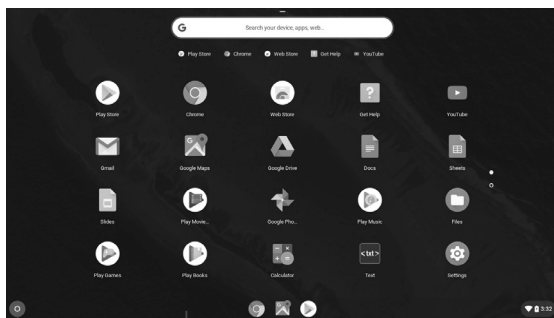 G Search your device, apps, web...
Play Store Chrome Web Store Get Help YouTube
Play Store Chrome Web Store Get Help YouTube
Gmail Google Maps Google Drive Docs Sheets
Slides Play Movie... Google Pho... Play Music Files
<txt>
Play Games Play Books Calculator Text Settings
3:32